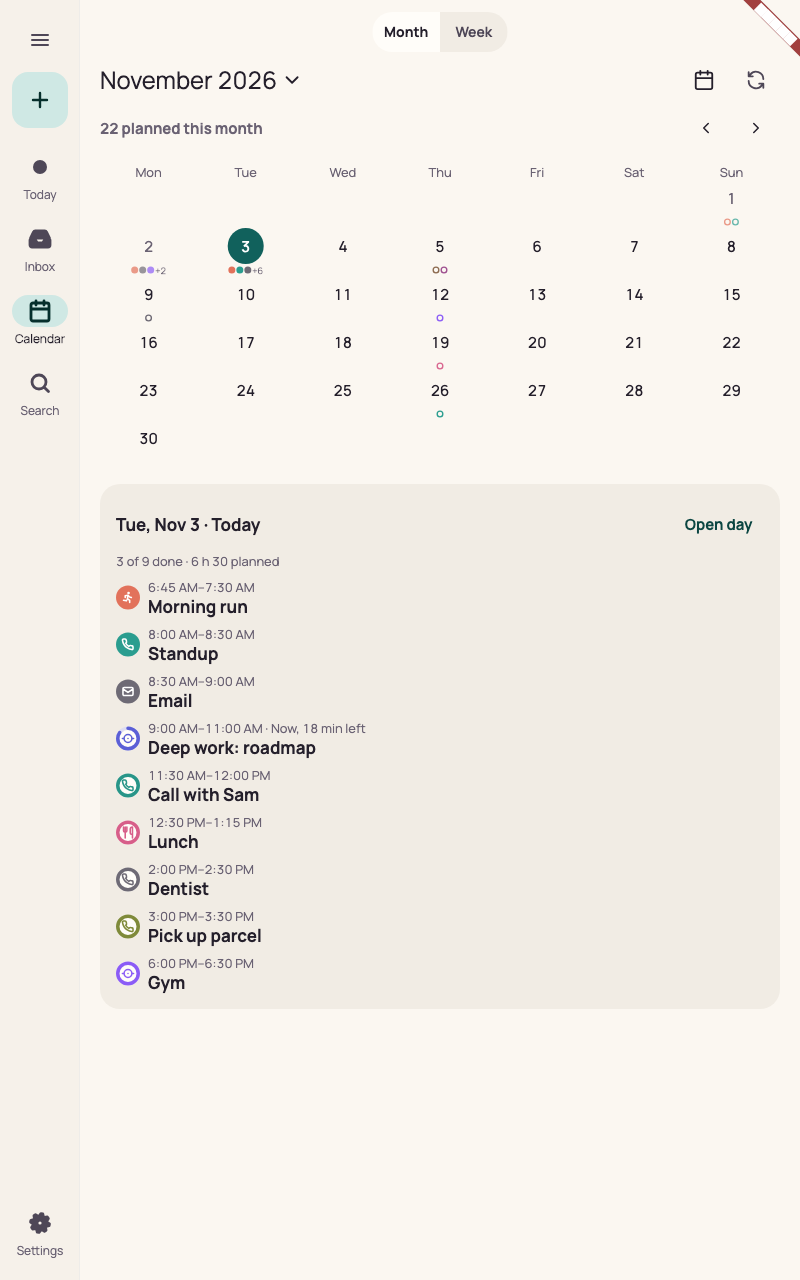 Month Week
November 2026
22 planned this month
Mon Tue Wed Thu Fri Sat Sun
1
2 3 4 5 6 7 8
+2 +6
9 10 11 12 13 14 15
16 17 18 19 20 21 22
23 24 25 26 27 28 29
30
Today
Inbox
Calendar
Search
Settings
Tue, Nov 3 · Today Open day
3 of 9 done · 6 h 30 planned
6:45 AM–7:30 AM
Morning run
8:00 AM–8:30 AM
Standup
8:30 AM–9:00 AM
Email
9:00 AM–11:00 AM · Now, 18 min left
Deep work: roadmap
11:30 AM–12:00 PM
Call with Sam
12:30 PM–1:15 PM
Lunch
2:00 PM–2:30 PM
Dentist
3:00 PM–3:30 PM
Pick up parcel
6:00 PM–6:30 PM
Gym